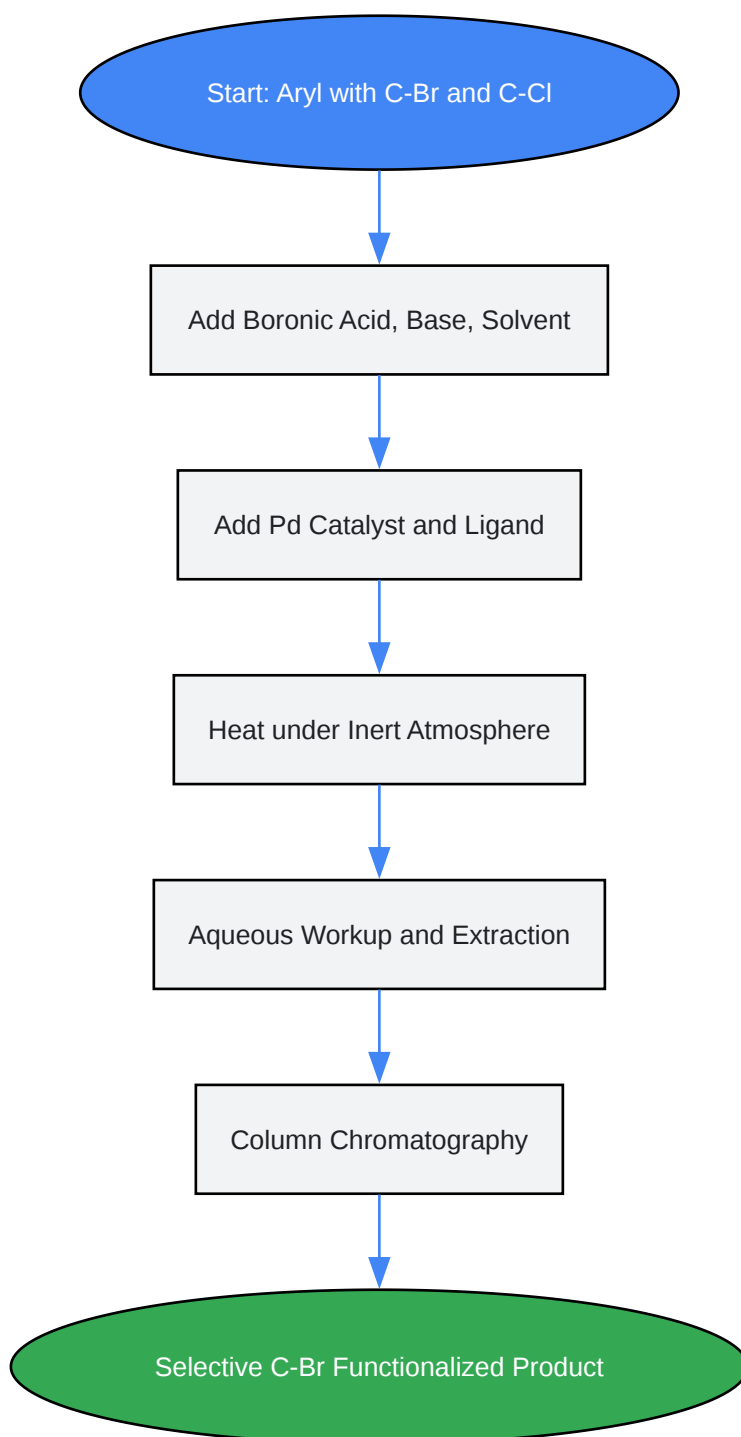 Start: Aryl with C-Br and C-Cl
Add Boronic Acid, Base, Solvent
Add Pd Catalyst and Ligand
Heat under Inert Atmosphere
Aqueous Workup and Extraction
Column Chromatography
Selective C-Br Functionalized Product